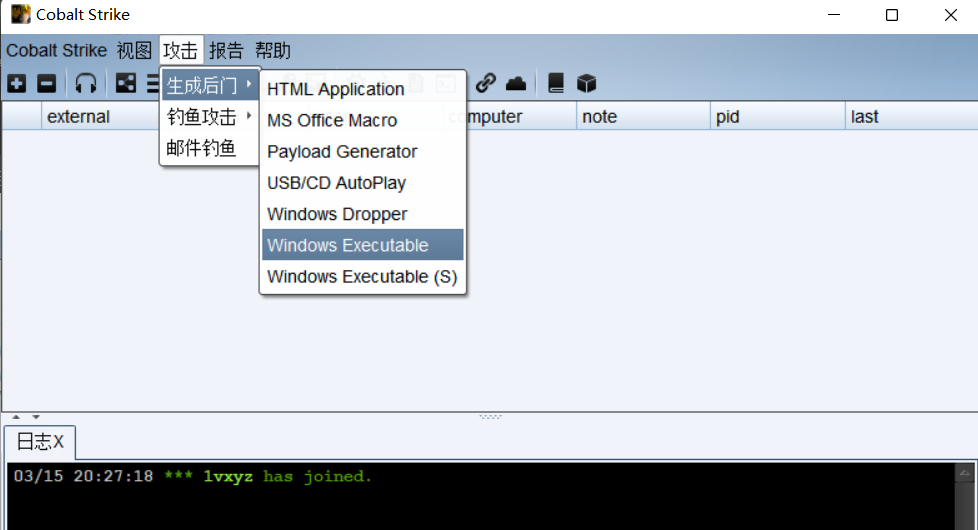 Cobalt Strike
Cobalt Strike 视图 攻击 报告 帮助
生成后门
钓鱼攻击
邮件钓鱼
HTML Application
MS Office Macro
Payload Generator
USB/CD AutoPlay
Windows Dropper
Windows Executable
Windows Executable (S)
external computer note pid last
日志X
03/15 20:27:18 *** lvxyz has joined.